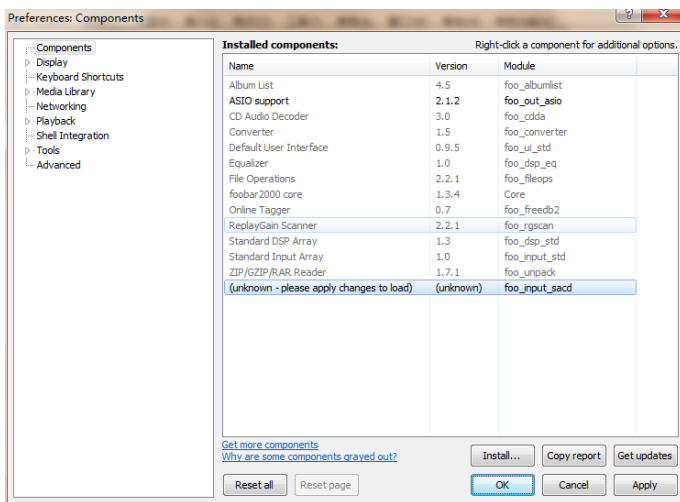 Preferences: Components
Components
Display
Keyboard Shortcuts
Media Library
Networking
Playback
Shell Integration
Tools
Advanced
Installed components:
Right-click a component for additional options.
Name Version Module
Album List 4.5 foo_albumlist
ASIO support 2.1.2 foo_out_asio
CD Audio Decoder 3.0 foo_cdda
Converter 1.5 foo_converter
Default User Interface 0.9.5 foo_ui_std
Equalizer 1.0 foo_dsp_eq
File Operations 2.2.1 foo_fileops
foobar2000 core 1.3.4 Core
Online Tagger 0.7 foo_freedb2
ReplayGain Scanner 2.2.1 foo_rgscan
Standard DSP Array 1.3 foo_dsp_std
Standard Input Array 1.0 foo_input_std
ZIP/GZIP/RAR Reader 1.7.1 foo_unpack
(unknown - please apply changes to load) (unknown) foo_input_sacd
Get more components
Why are some components grayed out?
Install... Copy report Get updates
Reset all Reset page OK Cancel Apply